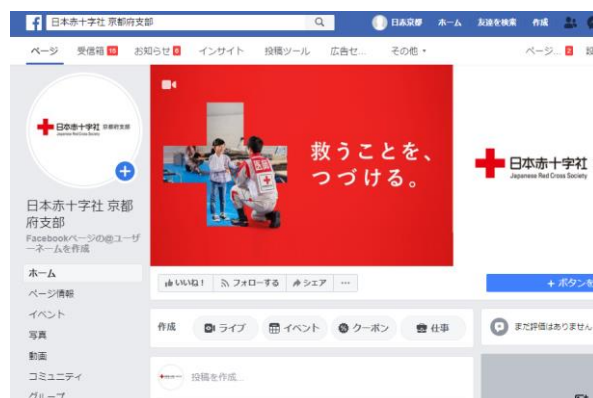 日本赤十字社 京都府支部
日赤京都 ホーム 友達を検索 作成
ページ 受信箱 15 お知らせ 8 インサイト 投稿ツール 広告セ... その他 ページ... 2
日本赤十字社 京都府支部
Japanese Red Cross Society
救うことを、
つづける。
日本赤十字社
Japanese Red Cross Society
日本赤十字社 京都
府支部
Facebookページの@ユーザ
ーネームを作成
ホーム
ページ情報
イベント
写真
動画
コミュニティ
グループ
いいね! フォローする シェア ...
+ ボタンを
作成 ライブ イベント クーポン 仕事
まだ評価はありません
投稿を作成...